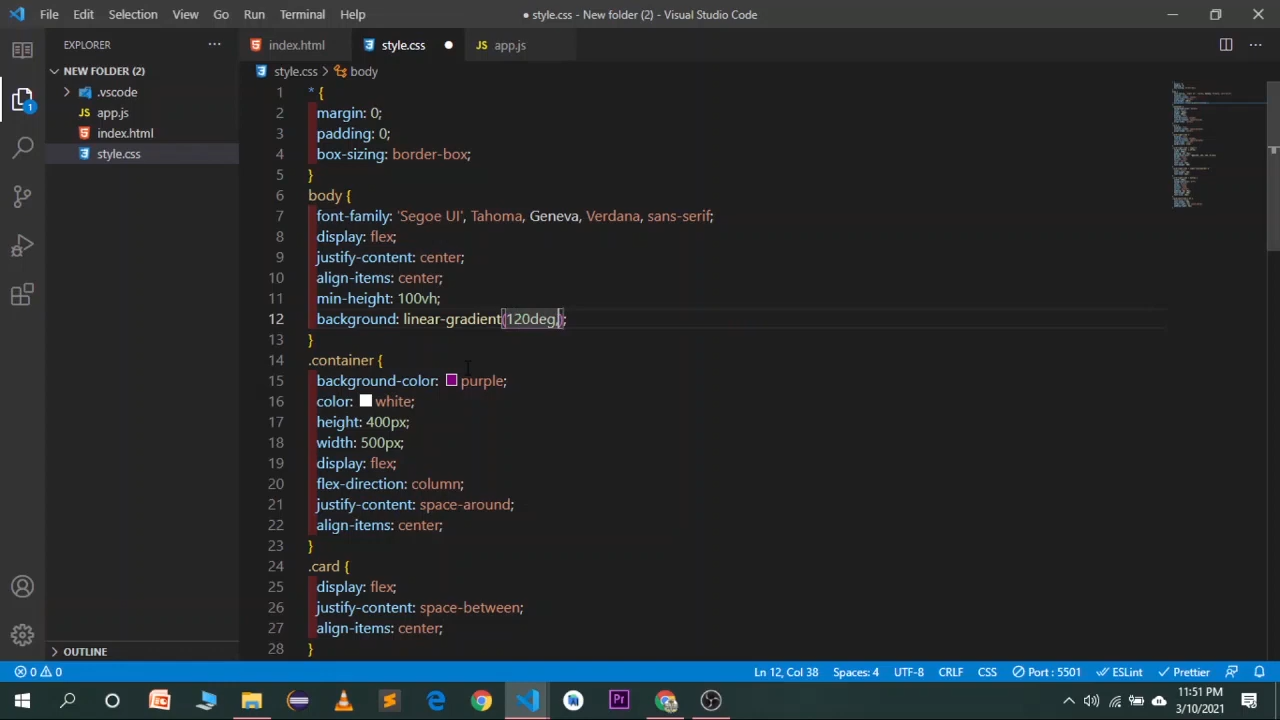 File Edit Selection View Go Run Terminal Help
● style.css - New folder (2) - Visual Studio Code
EXPLORER
index.html
style.css
app.js
NEW FOLDER (2)
style.css > body
.vscode
app.js
index.html
style.css
1 * {
2 margin: 0;
3 padding: 0;
4 box-sizing: border-box;
5 }
6 body {
7 font-family: 'Segoe UI', Tahoma, Geneva, Verdana, sans-serif;
8 display: flex;
9 justify-content: center;
10 align-items: center;
11 min-height: 100vh;
12 background: linear-gradient(120deg,);
13 }
14 .container {
15 background-color: purple;
16 color: white;
17 height: 400px;
18 width: 500px;
19 display: flex;
20 flex-direction: column;
21 justify-content: space-around;
22 align-items: center;
23 }
24 .card {
25 display: flex;
26 justify-content: space-between;
27 align-items: center;
28 }
OUTLINE
0 0
Ln 12, Col 38 Spaces: 4 UTF-8 CRLF CSS Port : 5501 ESLint Prettier
11:51 PM
3/10/2021